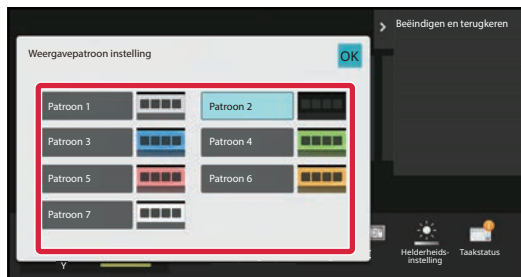 Beëindigen en terugkeren
Weergavepatroon instelling
OK
Patroon 1
Patroon 2
Patroon 3
Patroon 4
Patroon 5
Patroon 6
Patroon 7
Helderheids-
instelling
Taakstatus
Y